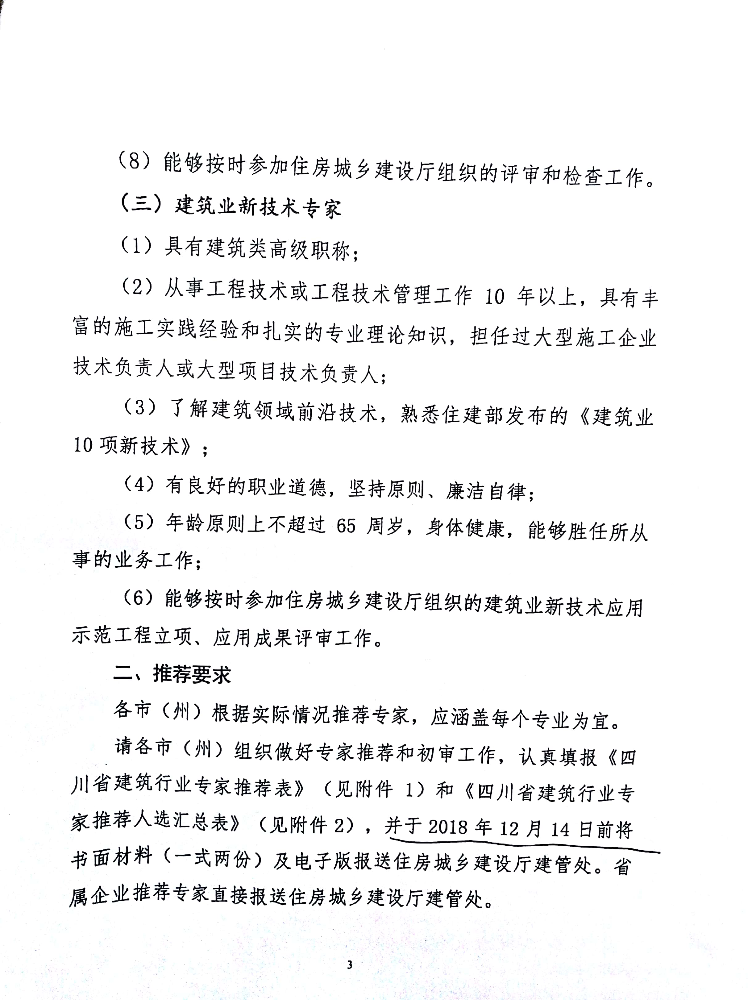 （8）能够按时参加住房城乡建设厅组织的评审和检查工作。
（三）建筑业新技术专家
（1）具有建筑类高级职称；
（2）从事工程技术或工程技术管理工作 10 年以上，具有丰
富的施工实践经验和扎实的专业理论知识，担任过大型施工企业
技术负责人或大型项目技术负责人；
（3）了解建筑领域前沿技术，熟悉住建部发布的《建筑业
10 项新技术》；
（4）有良好的职业道德，坚持原则、廉洁自律；
（5）年龄原则上不超过 65 周岁，身体健康，能够胜任所从
事的业务工作；
（6）能够按时参加住房城乡建设厅组织的建筑业新技术应用
示范工程立项、应用成果评审工作。
二、推荐要求
各市（州）根据实际情况推荐专家，应涵盖每个专业为宜。
请各市（州）组织做好专家推荐和初审工作，认真填报《四
川省建筑行业专家推荐表》（见附件 1）和《四川省建筑行业专
家推荐人选汇总表》（见附件 2），并于 2018 年 12 月 14 日前将
书面材料（一式两份）及电子版报送住房城乡建设厅建管处。省
属企业推荐专家直接报送住房城乡建设厅建管处。
3